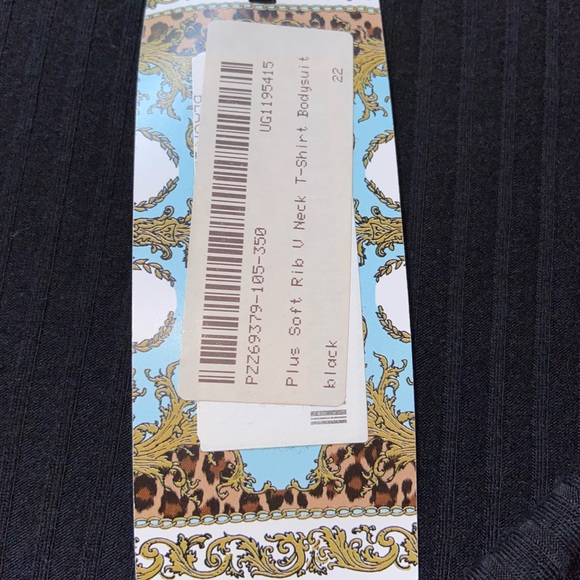 UG1195415
PZZ69379-105-350
Plus Soft Rib V Neck T-Shirt Bodysuit
black
22